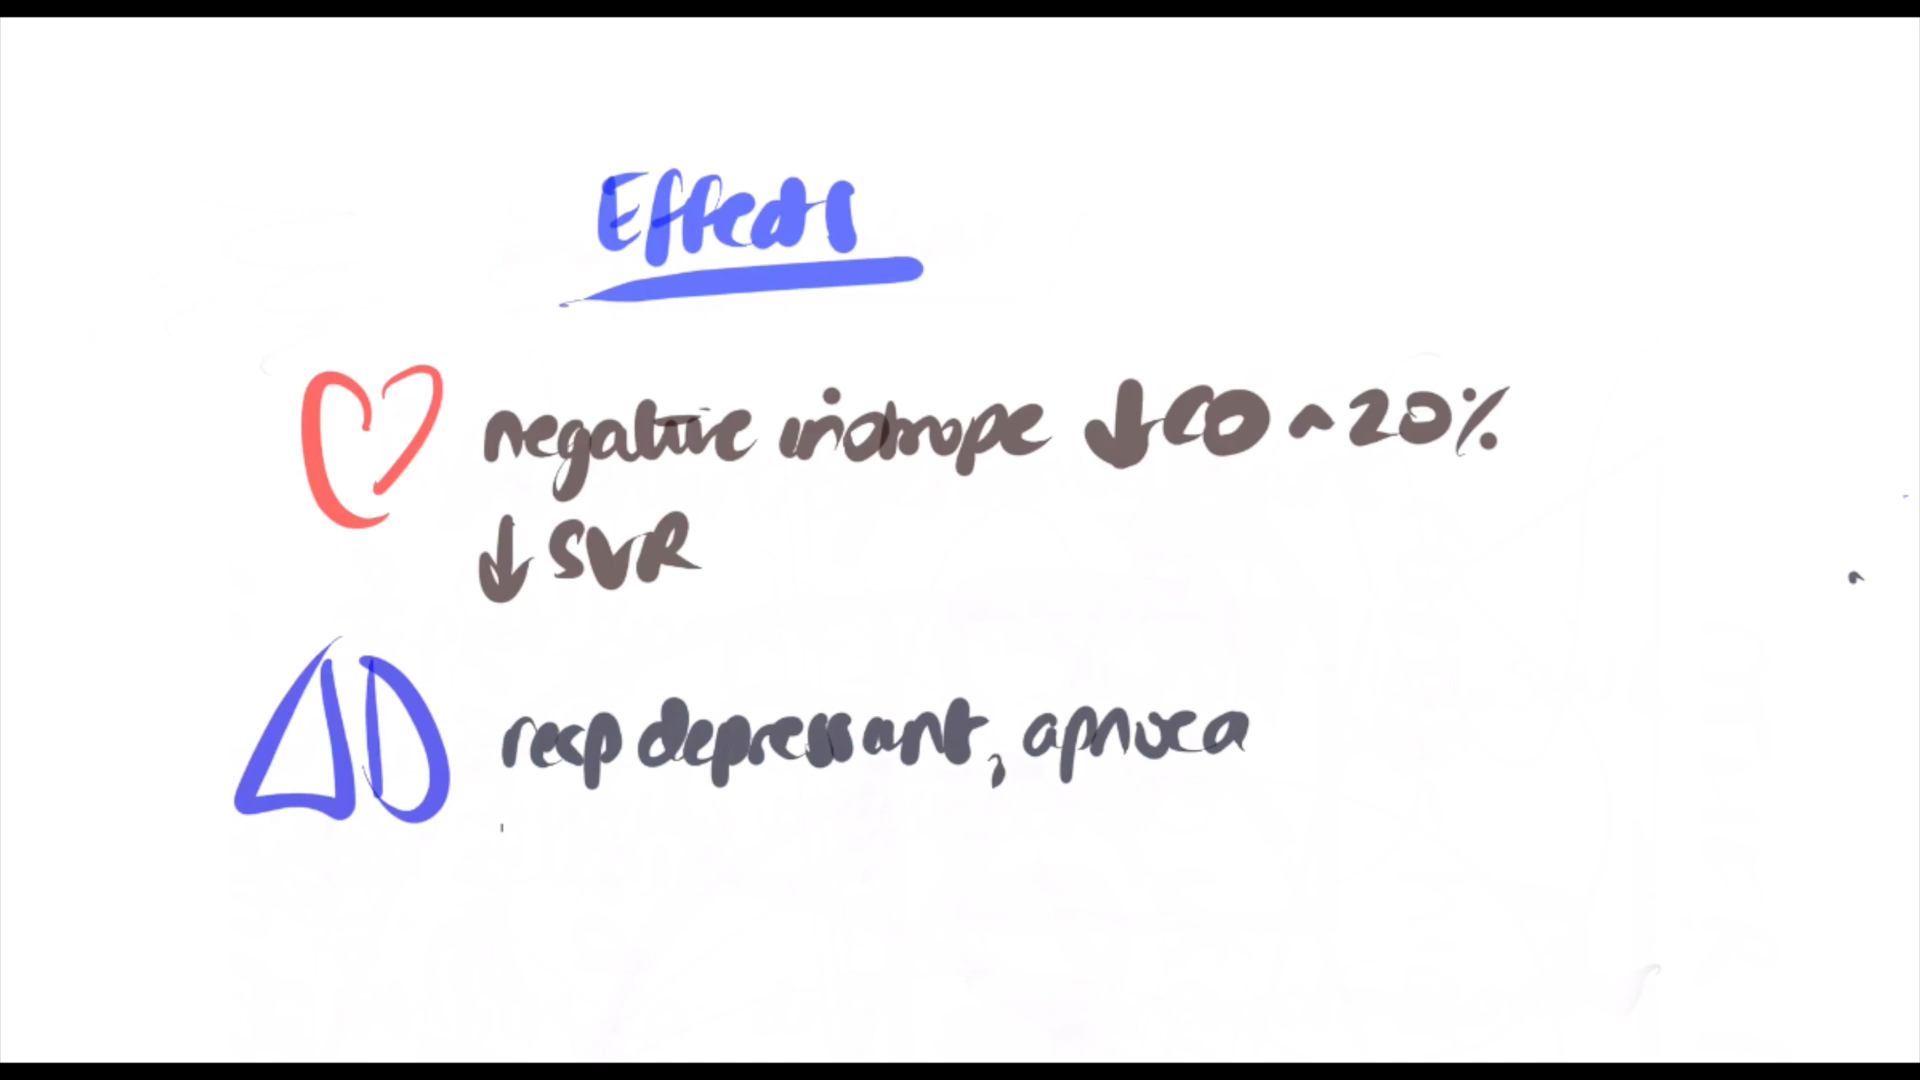 Effects
negative inotrope ↓CO ~20%
↓ SVR
resp depressant, apnoea